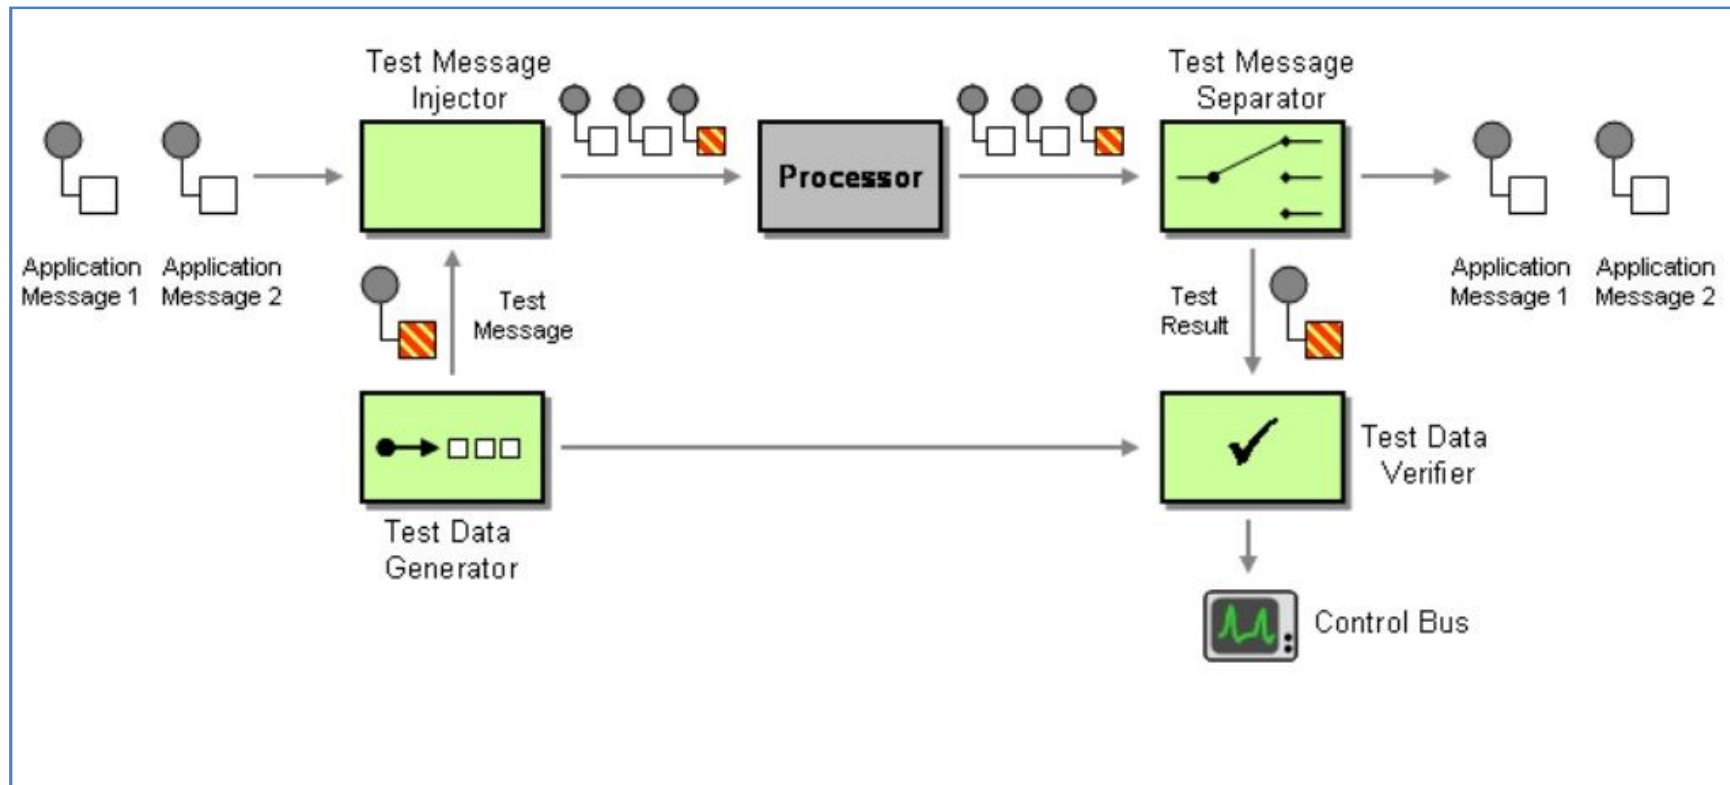 Test Message
Injector
Test Message
Separator
Processor
Application
Message 1
Application
Message 2
Test
Message
Test
Result
Application
Message 1
Application
Message 2
Test Data
Generator
Test Data
Verifier
Control Bus